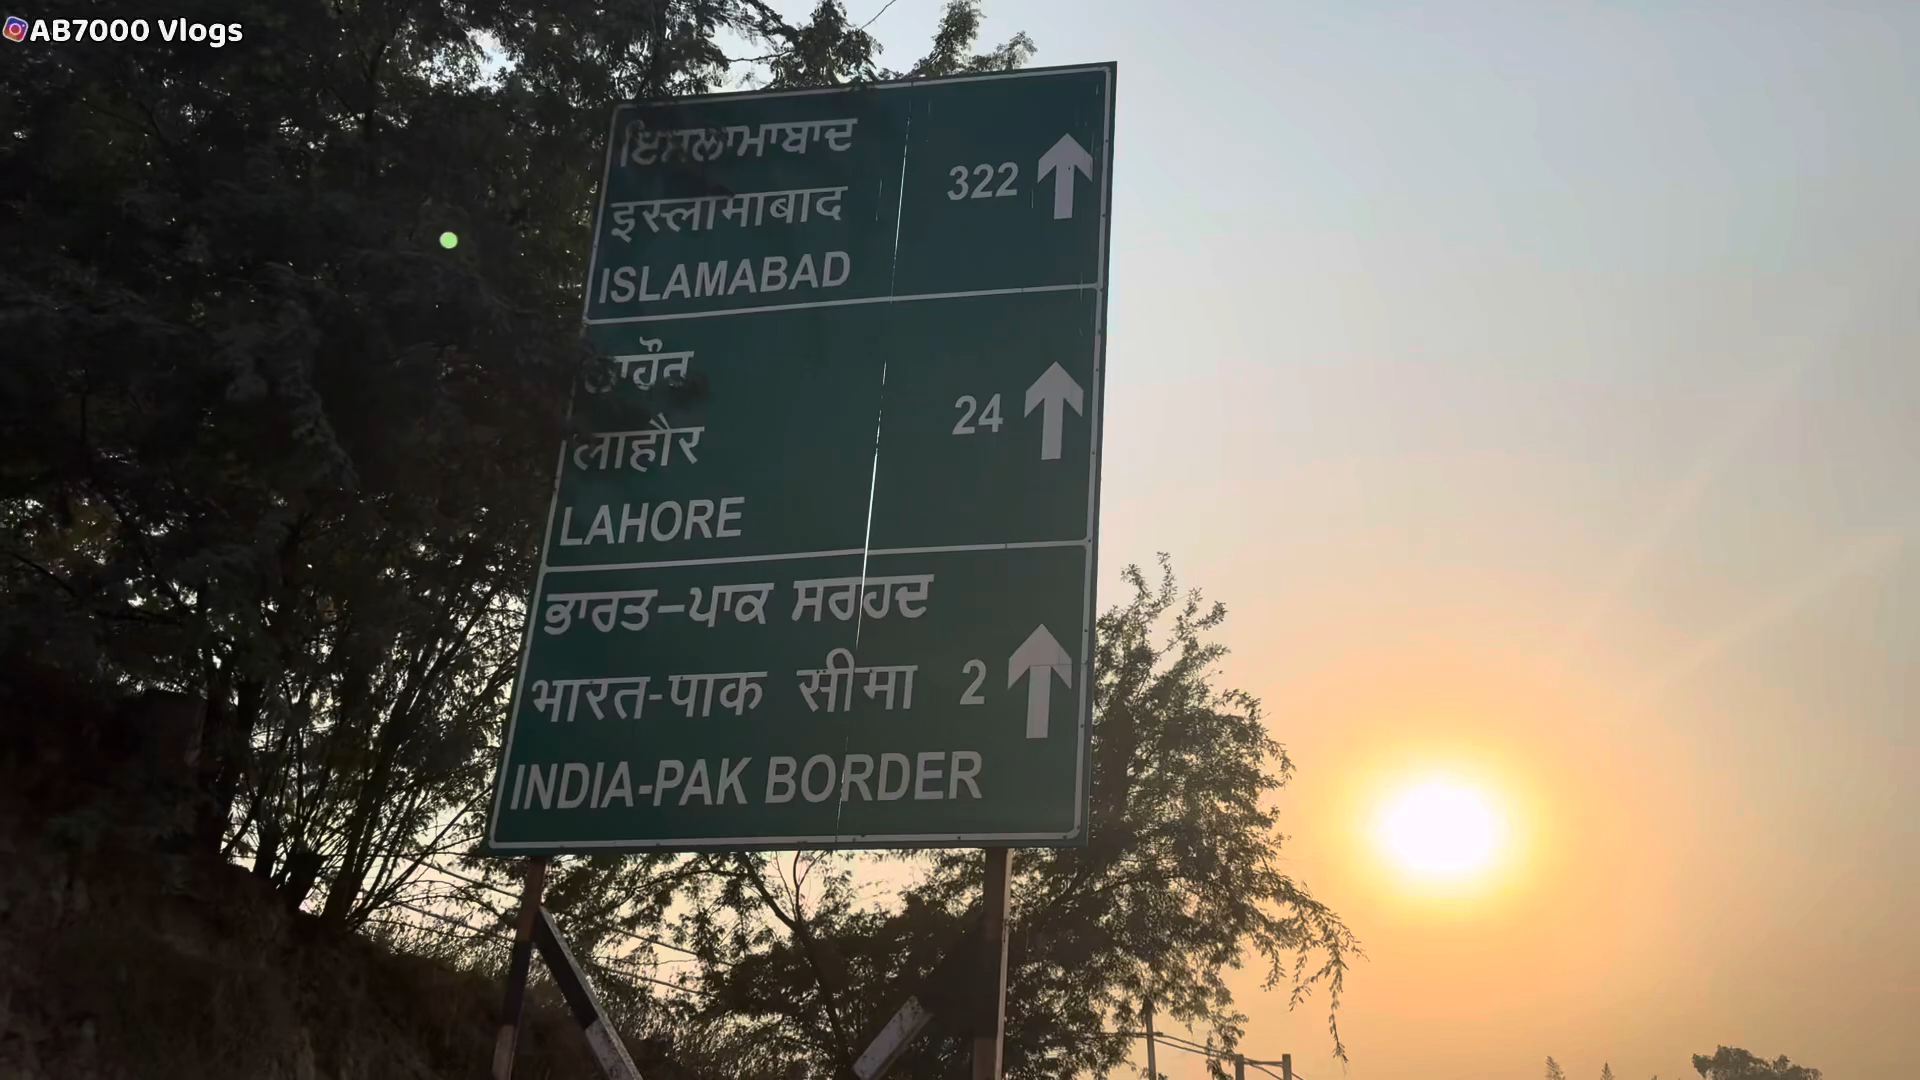 AB7000 Vlogs
ਇਸਲਾਮਾਬਾਦ
इस्लामाबाद 322
ISLAMABAD
लाहौर 24
LAHORE
ਭਾਰਤ-ਪਾਕ ਸਰਹਦ
भारत-पाक सीमा 2
INDIA-PAK BORDER